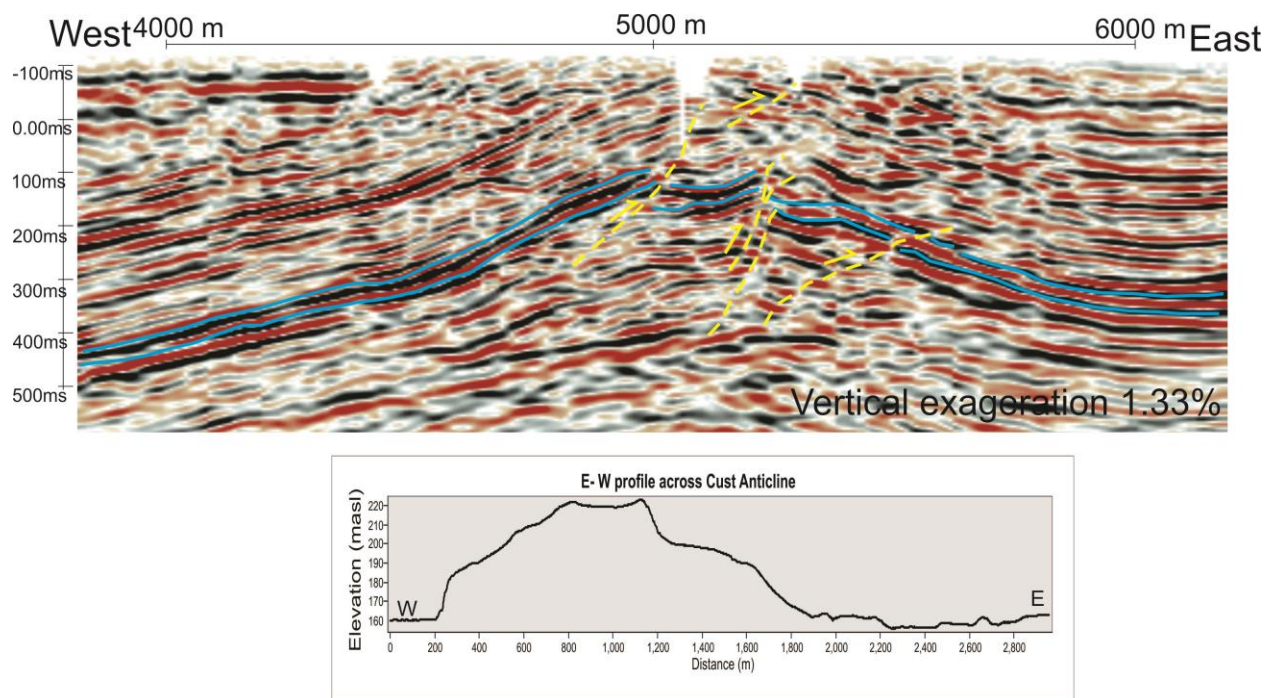 West 4000 m 5000 m 6000 m East
-100ms
0.00ms
100ms
200ms
300ms
400ms
500ms
Vertical exageration 1.33%
E- W profile across Cust Anticline
Elevation (masl)
220
210
200
190
180
170
160
W
E
0 200 400 600 800 1,000 1,200 1,400 1,600 1,800 2,000 2,200 2,400 2,600 2,800
Distance (m)